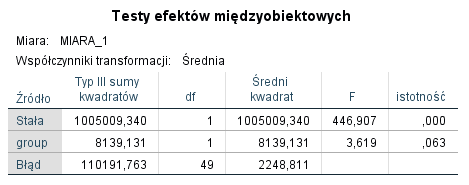 Testy efektów międzyobiektowych
Miara: MIARA_1
Współczynniki transformacji: Średnia
Źródło Typ III sumy kwadratów df Średni kwadrat F istotność
Stała 1005009,340 1 1005009,340 446,907 ,000
group 8139,131 1 8139,131 3,619 ,063
Błąd 110191,763 49 2248,811